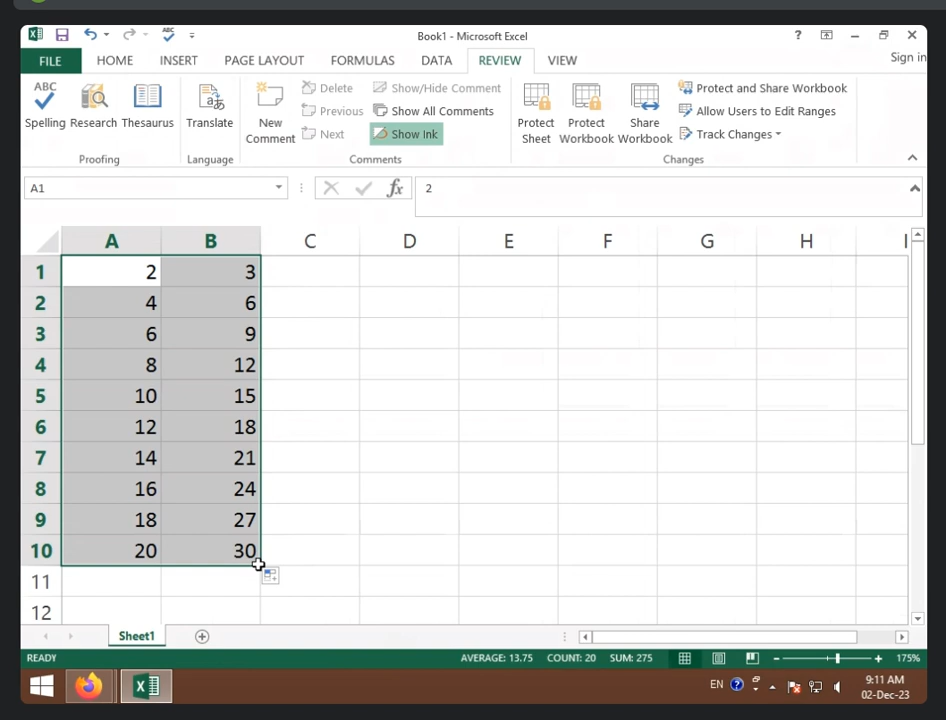 Book1 - Microsoft Excel
?
FILE HOME INSERT PAGE LAYOUT FORMULAS DATA REVIEW VIEW Sign in
ABC
Spelling Research Thesaurus
Proofing
Translate
Language
New
Comment
Delete
Previous
Next
Show/Hide Comment
Show All Comments
Show Ink
Comments
Protect
Sheet
Protect
Workbook
Share
Workbook
Protect and Share Workbook
Allow Users to Edit Ranges
Track Changes
Changes
A1 fx 2
A B C D E F G H I
1 2 3
2 4 6
3 6 9
4 8 12
5 10 15
6 12 18
7 14 21
8 16 24
9 18 27
10 20 30
11
12
Sheet1
READY AVERAGE: 13.75 COUNT: 20 SUM: 275 175%
EN 9:11 AM
02-Dec-23